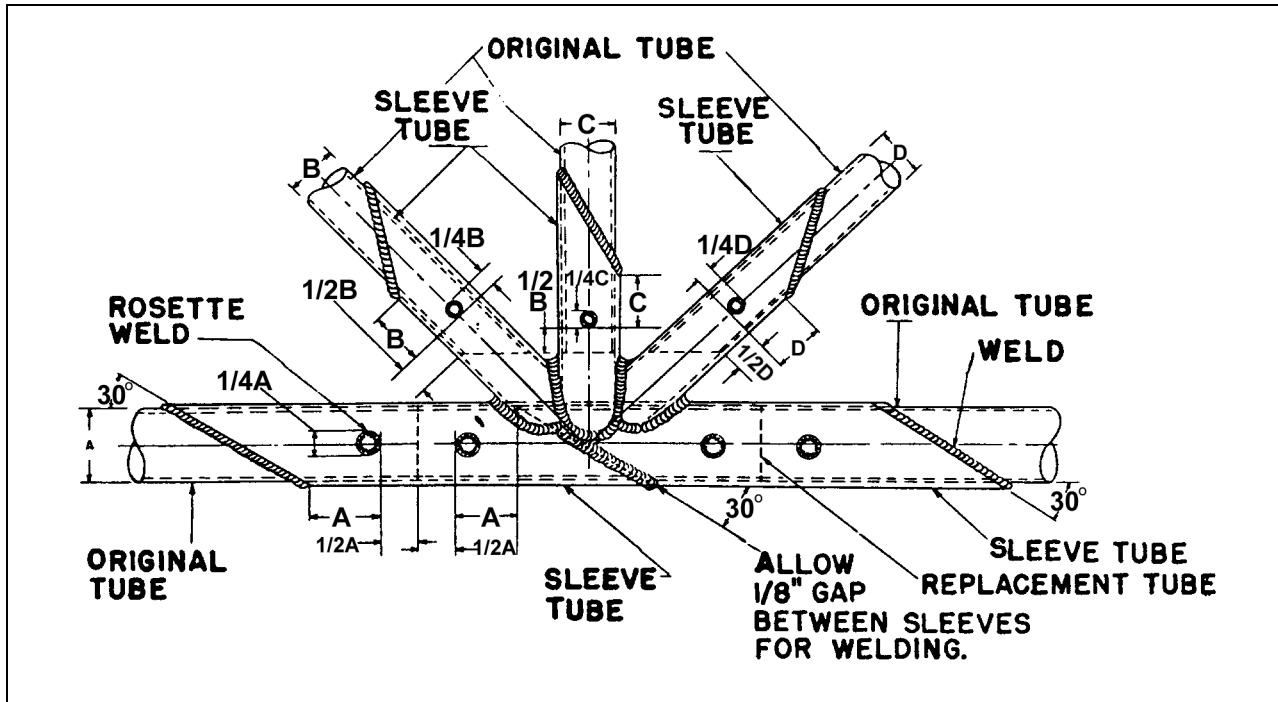 ORIGINAL TUBE
SLEEVE
TUBE
C
SLEEVE
TUBE
D
B
1/4B
1/4D
1/2
B
1/4C
C
1/2B
B
ROSETTE
WELD
ORIGINAL TUBE
WELD
D
1/2D
1/4A
30°
A
A
A
1/2A
1/2A
30°
30°
ORIGINAL
TUBE
SLEEVE
TUBE
ALLOW
1/8" GAP
BETWEEN SLEEVES
FOR WELDING.
SLEEVE TUBE
REPLACEMENT TUBE